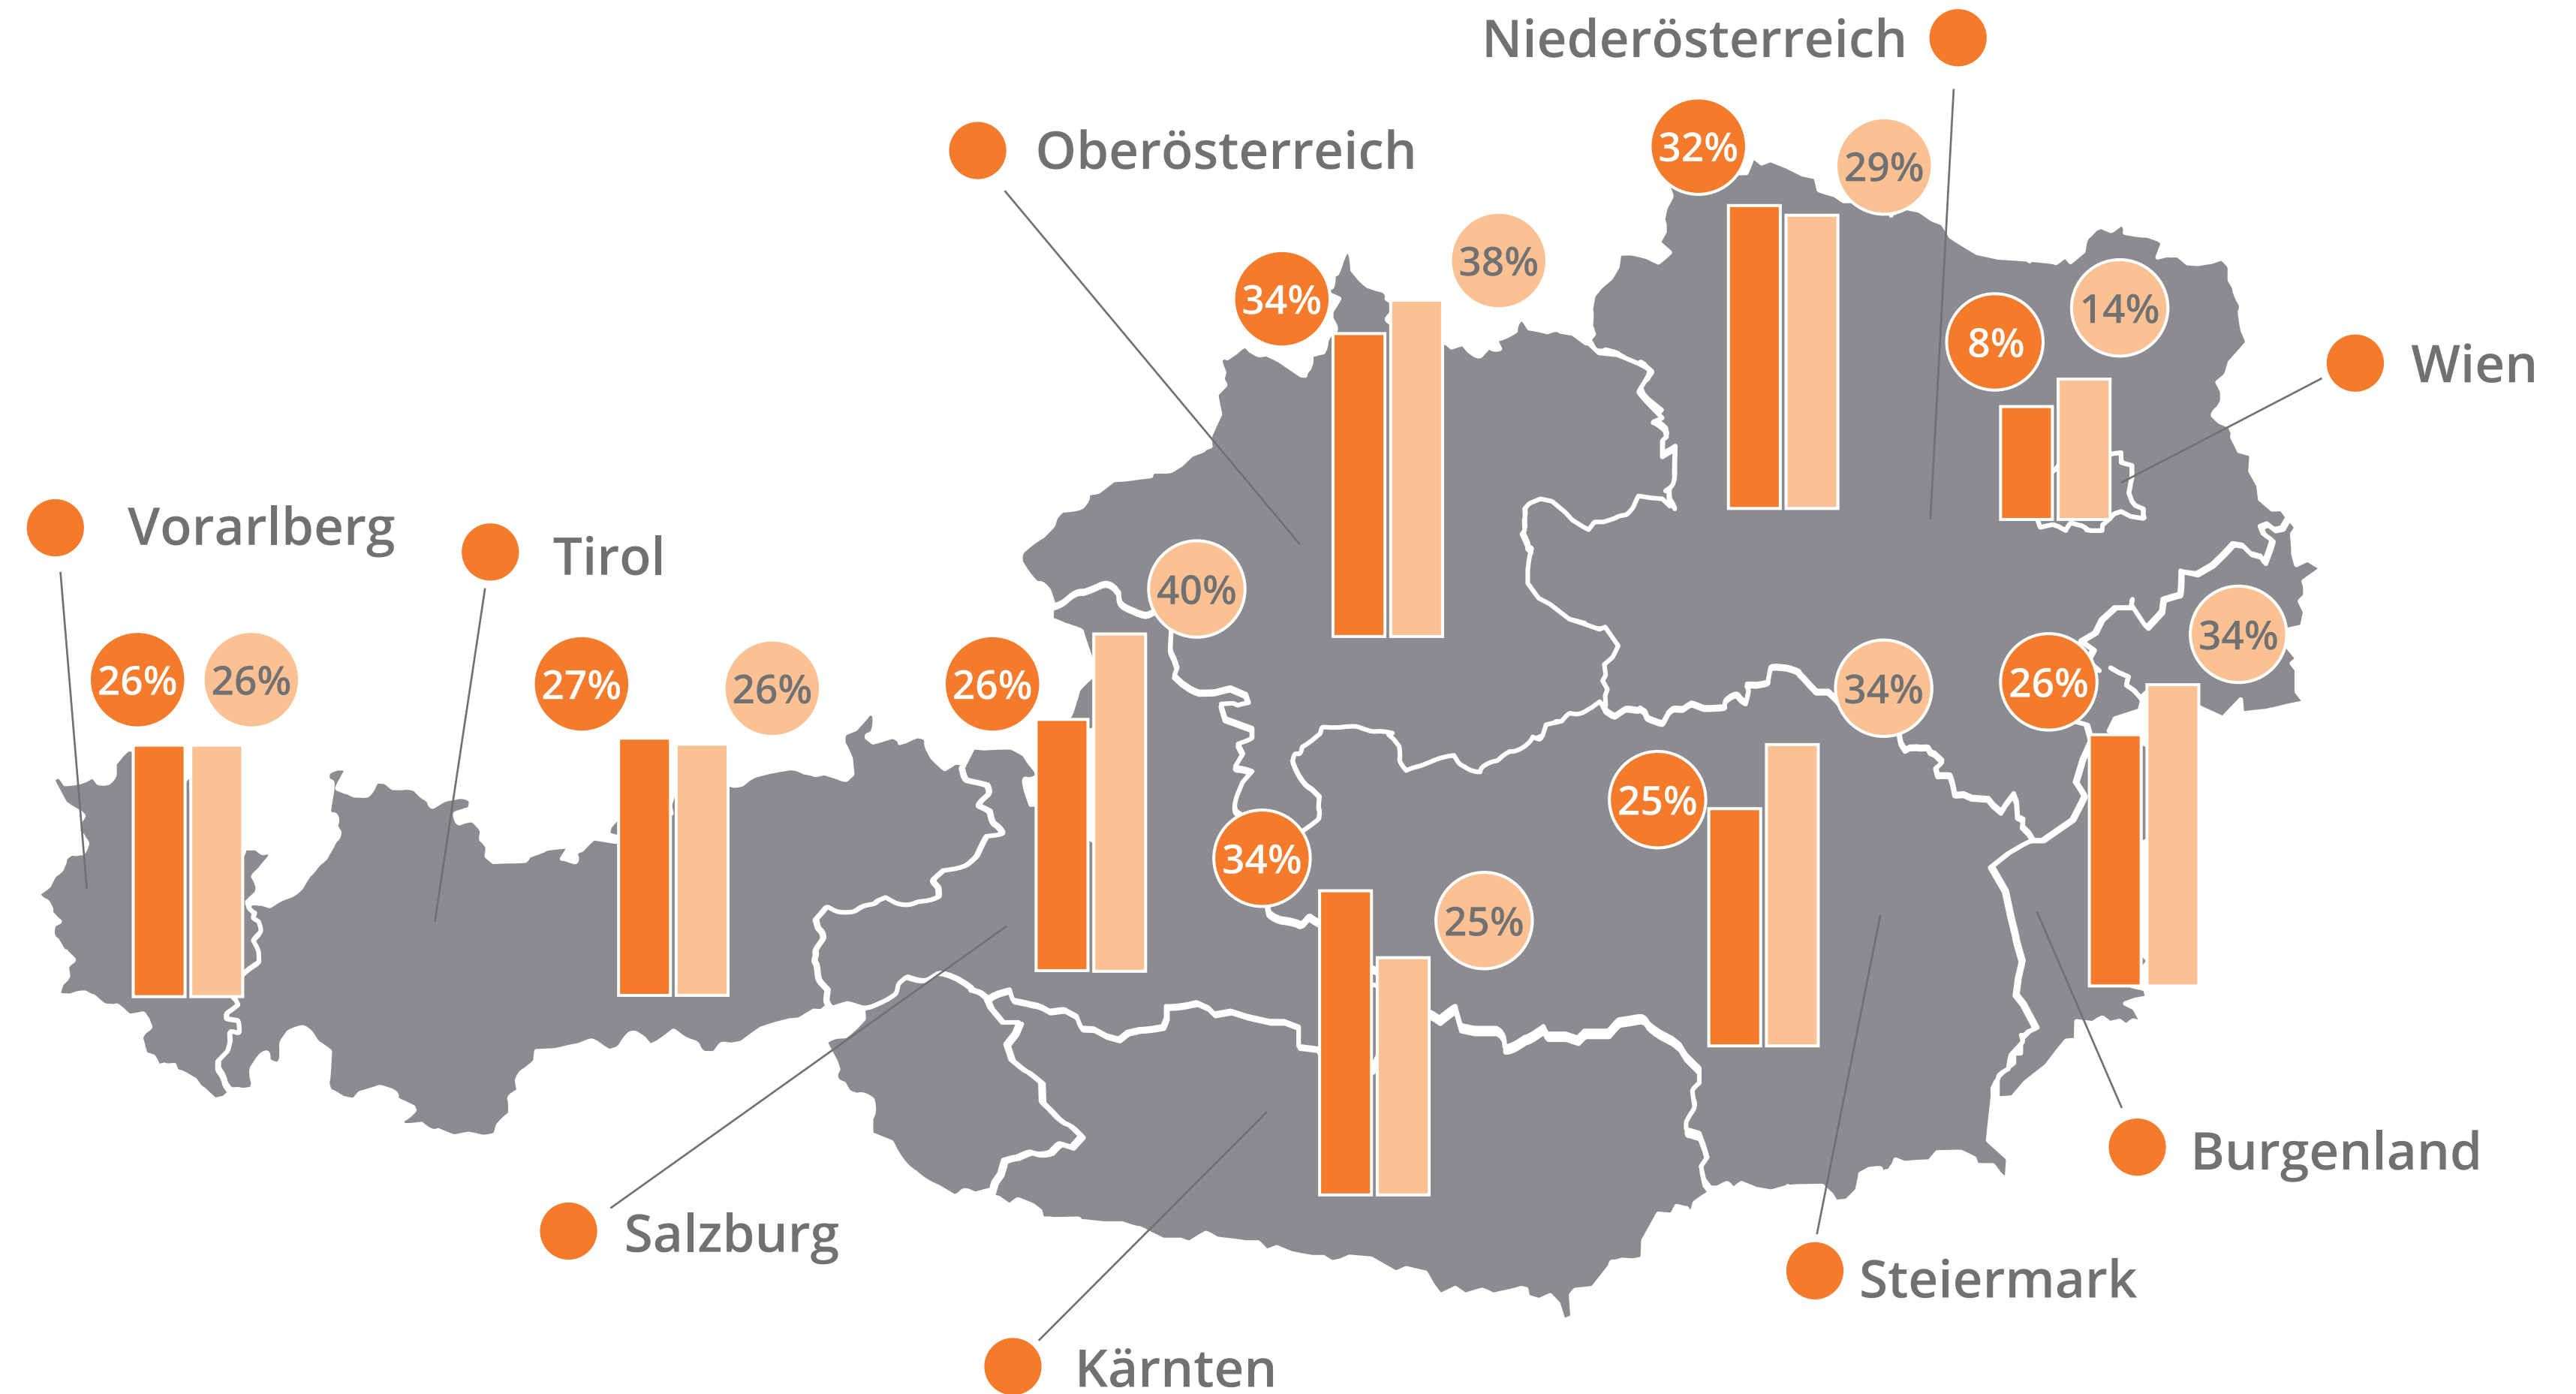 Niederösterreich
Oberösterreich
32%
29%
38%
34%
14%
8%
Wien
Vorarlberg
Tirol
40%
34%
26%
26%
27%
26%
26%
34%
26%
25%
34%
25%
Burgenland
Salzburg
Steiermark
Kärnten